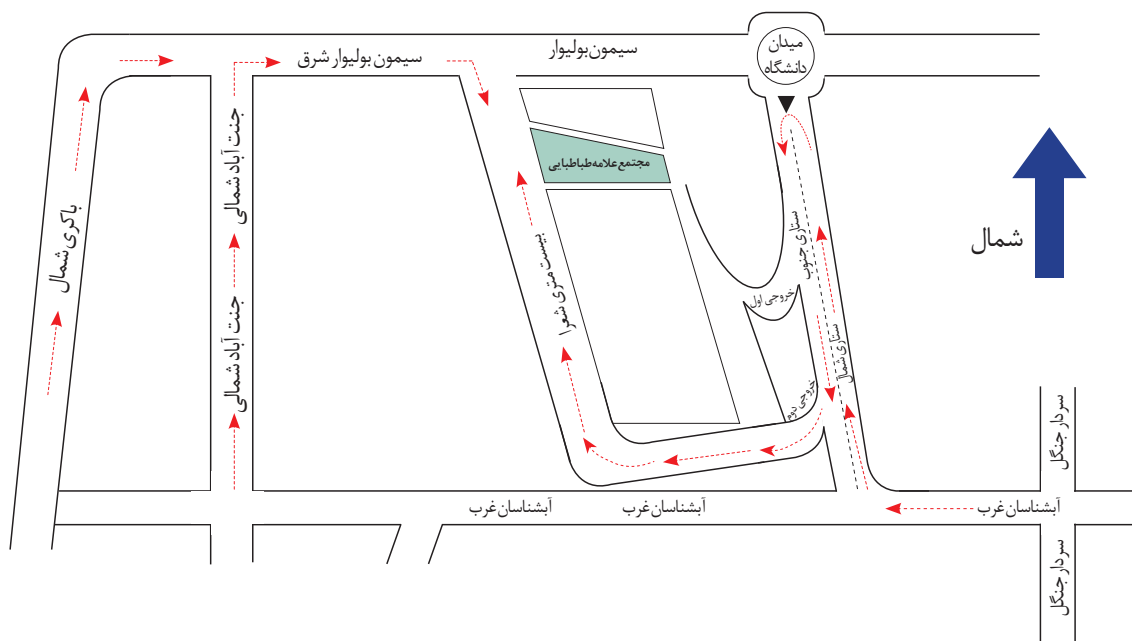 میدان
دانشگاه
سیمون بولیوار
سیمون بولیوار شرق
جنت آباد شمالی
مجتمع علامه طباطبایی
باکری شمال
ستاری جنوب
شمال
بیست متری شعرا
خروجی اول
جنت آباد شمالی
ستاری شمال
خروجی دوم
سردار جنگل
آبشناسان غرب
آبشناسان غرب
آبشناسان غرب
سردار جنگل